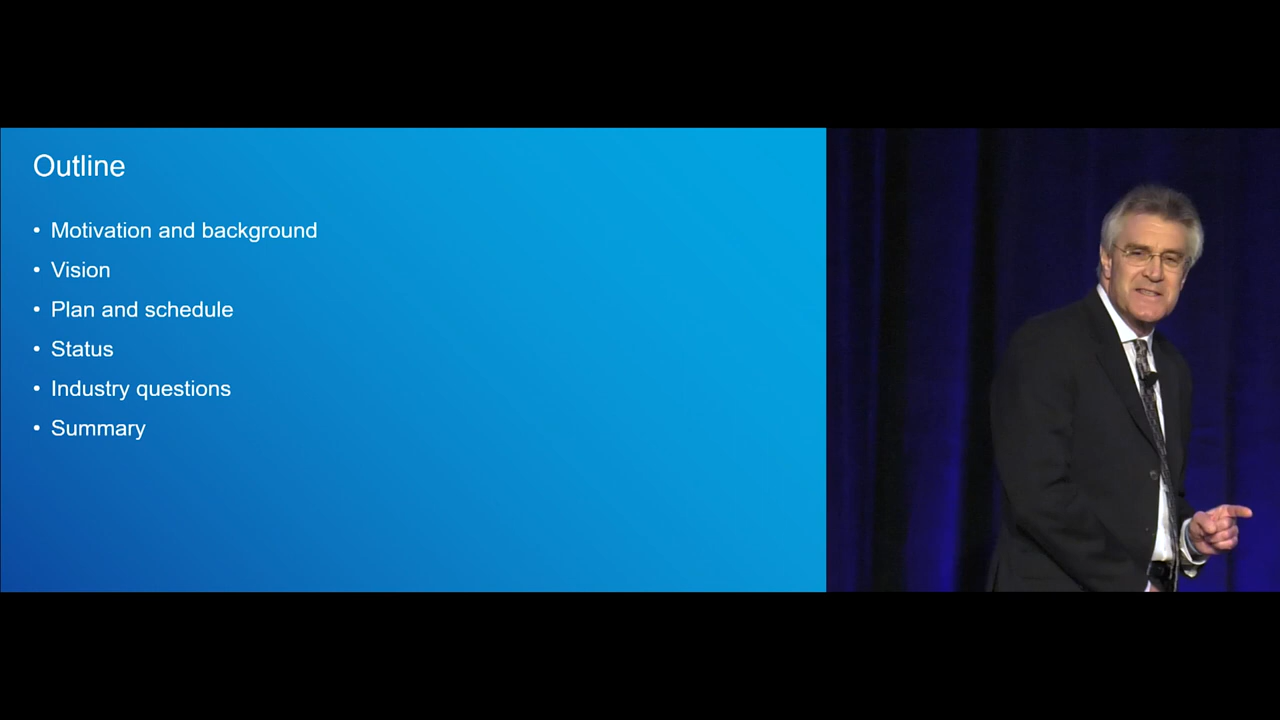 Outline
• Motivation and background
• Vision
• Plan and schedule
• Status
• Industry questions
• Summary